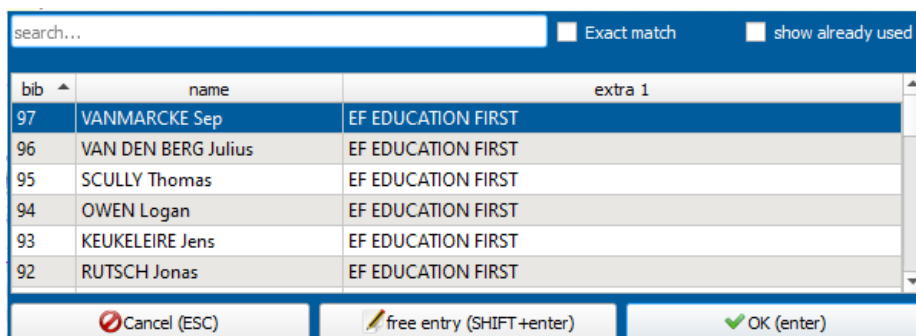 search... Exact match show already used
bib name extra 1
97 VANMARCKE Sep EF EDUCATION FIRST
96 VAN DEN BERG Julius EF EDUCATION FIRST
95 SCULLY Thomas EF EDUCATION FIRST
94 OWEN Logan EF EDUCATION FIRST
93 KEUKELEIRE Jens EF EDUCATION FIRST
92 RUTSCH Jonas EF EDUCATION FIRST
Cancel (ESC) free entry (SHIFT+enter) OK (enter)